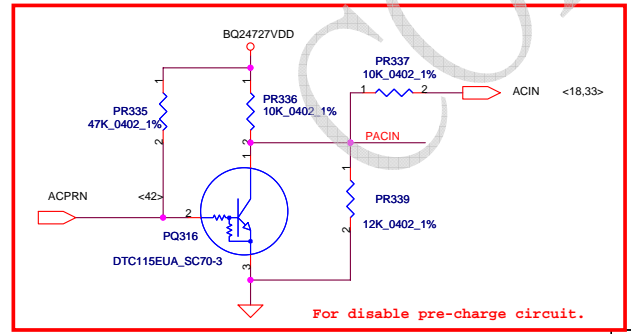 BQ24727VDD
PR337
10K_0402_1%
1 2
ACIN <18,33>
1
PR335
47K_0402_1%
2
1
PR336
10K_0402_1%
2
PACIN
1
PR339
12K_0402_1%
2
ACPRN <42>
2
1
3
PQ316
DTC115EUA_SC70-3
For disable pre-charge circuit.